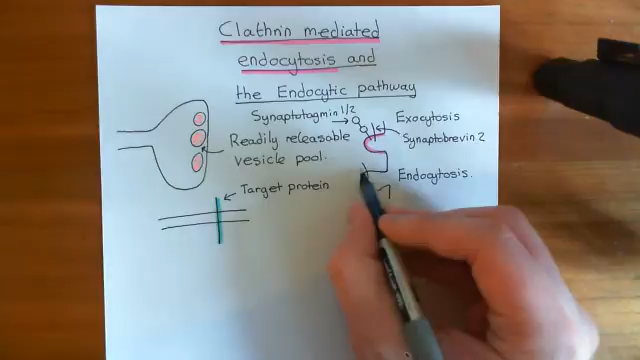 Clathrin mediated
endocytosis and
the Endocytic pathway
Synaptotagmin 1/2
Exocytosis
Synaptobrevin 2
Readily releasable
vesicle pool.
Endocytosis.
Target protein